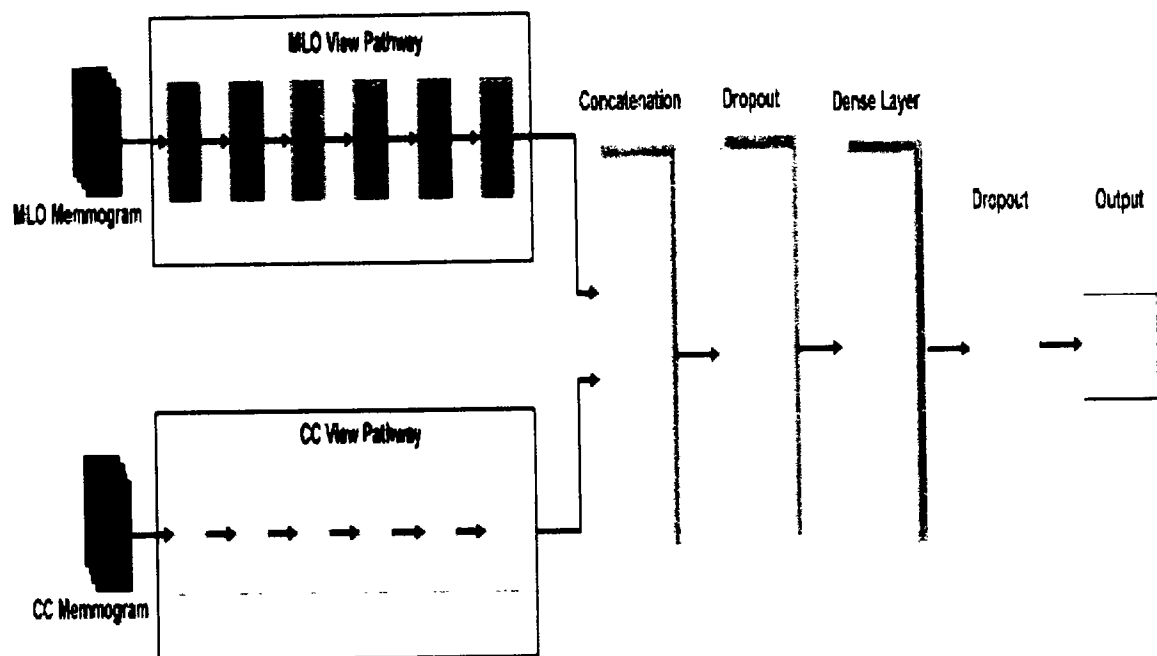 MLO View Pathway
Concatenation
Dropout
Dense Layer
MLO Memmogram
Dropout
Output
CC View Pathway
CC Memmogram